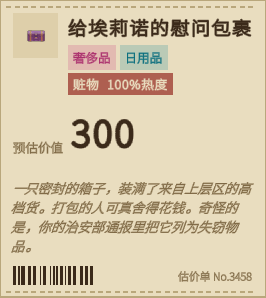 给埃莉诺的慰问包裹
奢侈品 日用品
赃物 100%热度
预估价值 300
一只密封的箱子，装满了来自上层区的高
档货。打包的人可真舍得花钱。奇怪的
是，你的治安部通报里把它列为失窃物
品。
估价单 No.3458